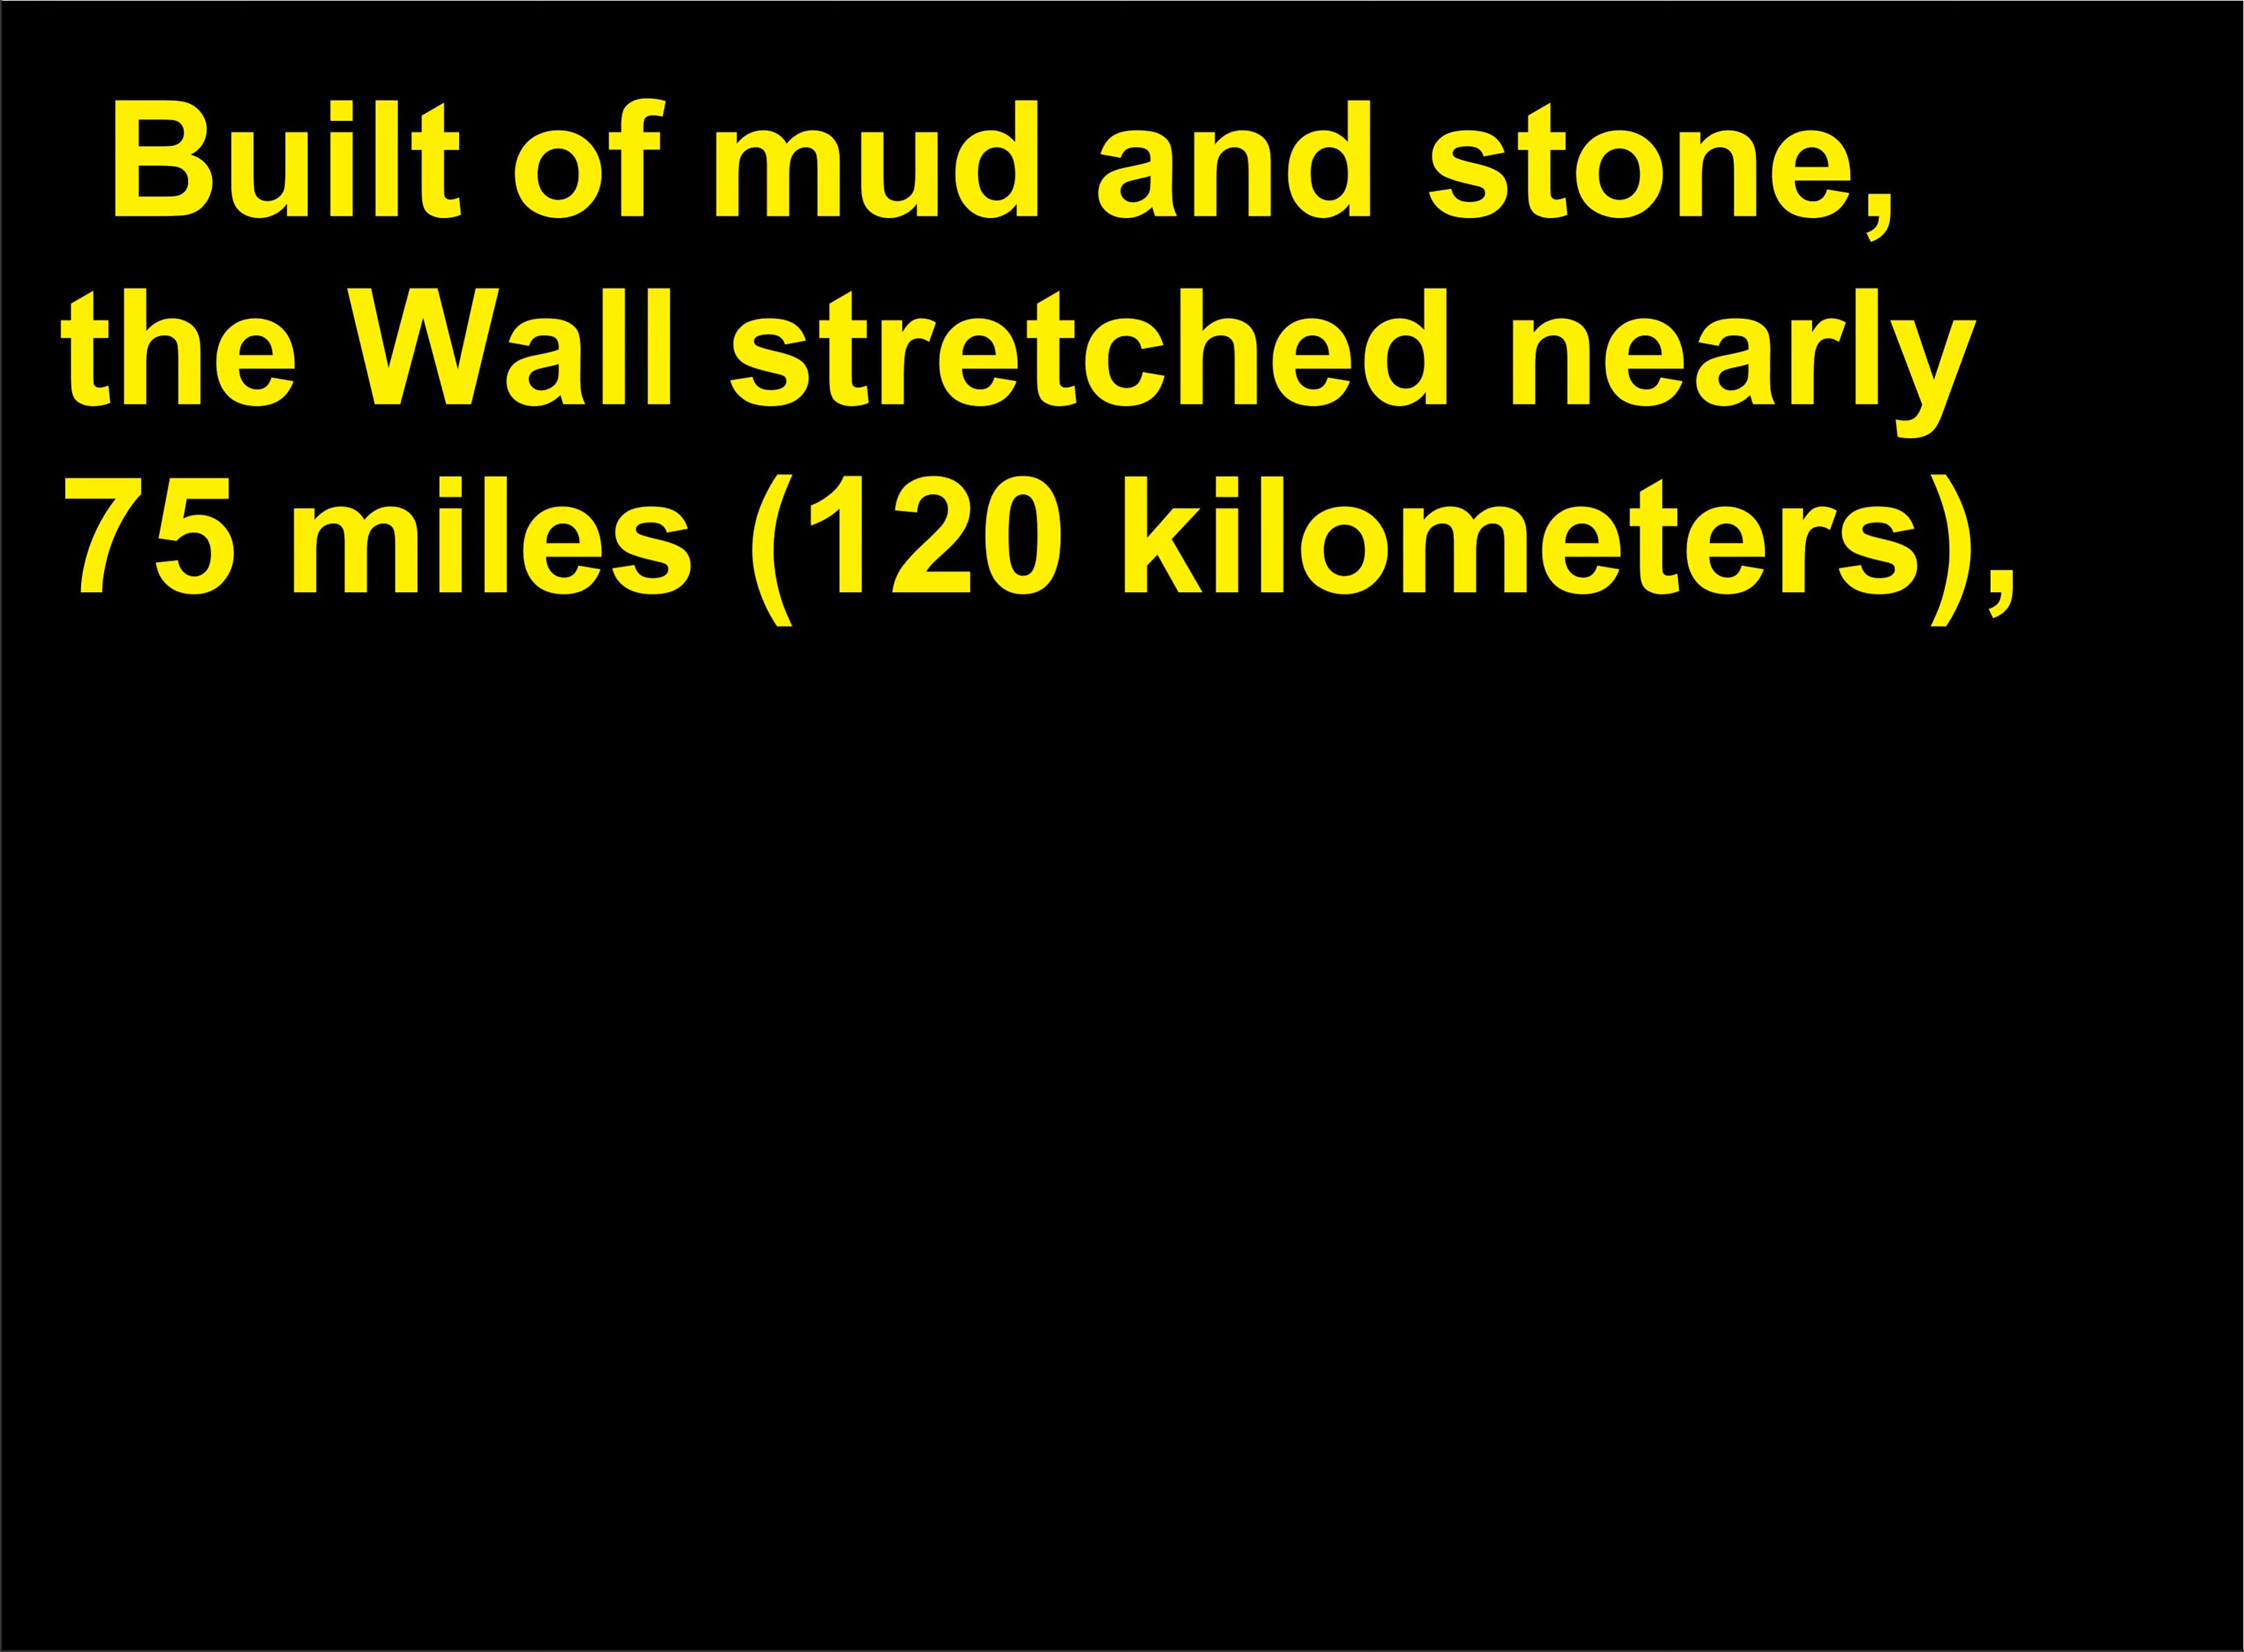 Built of mud and stone,
the Wall stretched nearly
75 miles (120 kilometers),